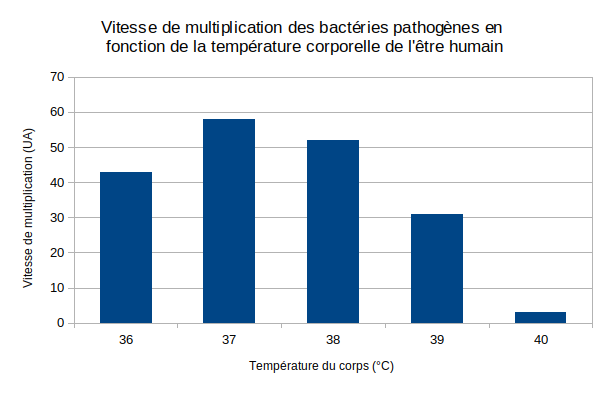 Vitesse de multiplication des bactéries pathogènes en
fonction de la température corporelle de l'être humain
70
60
50
40
30
20
10
0
Vitesse de multiplication (UA)
36 37 38 39 40
Température du corps (°C)